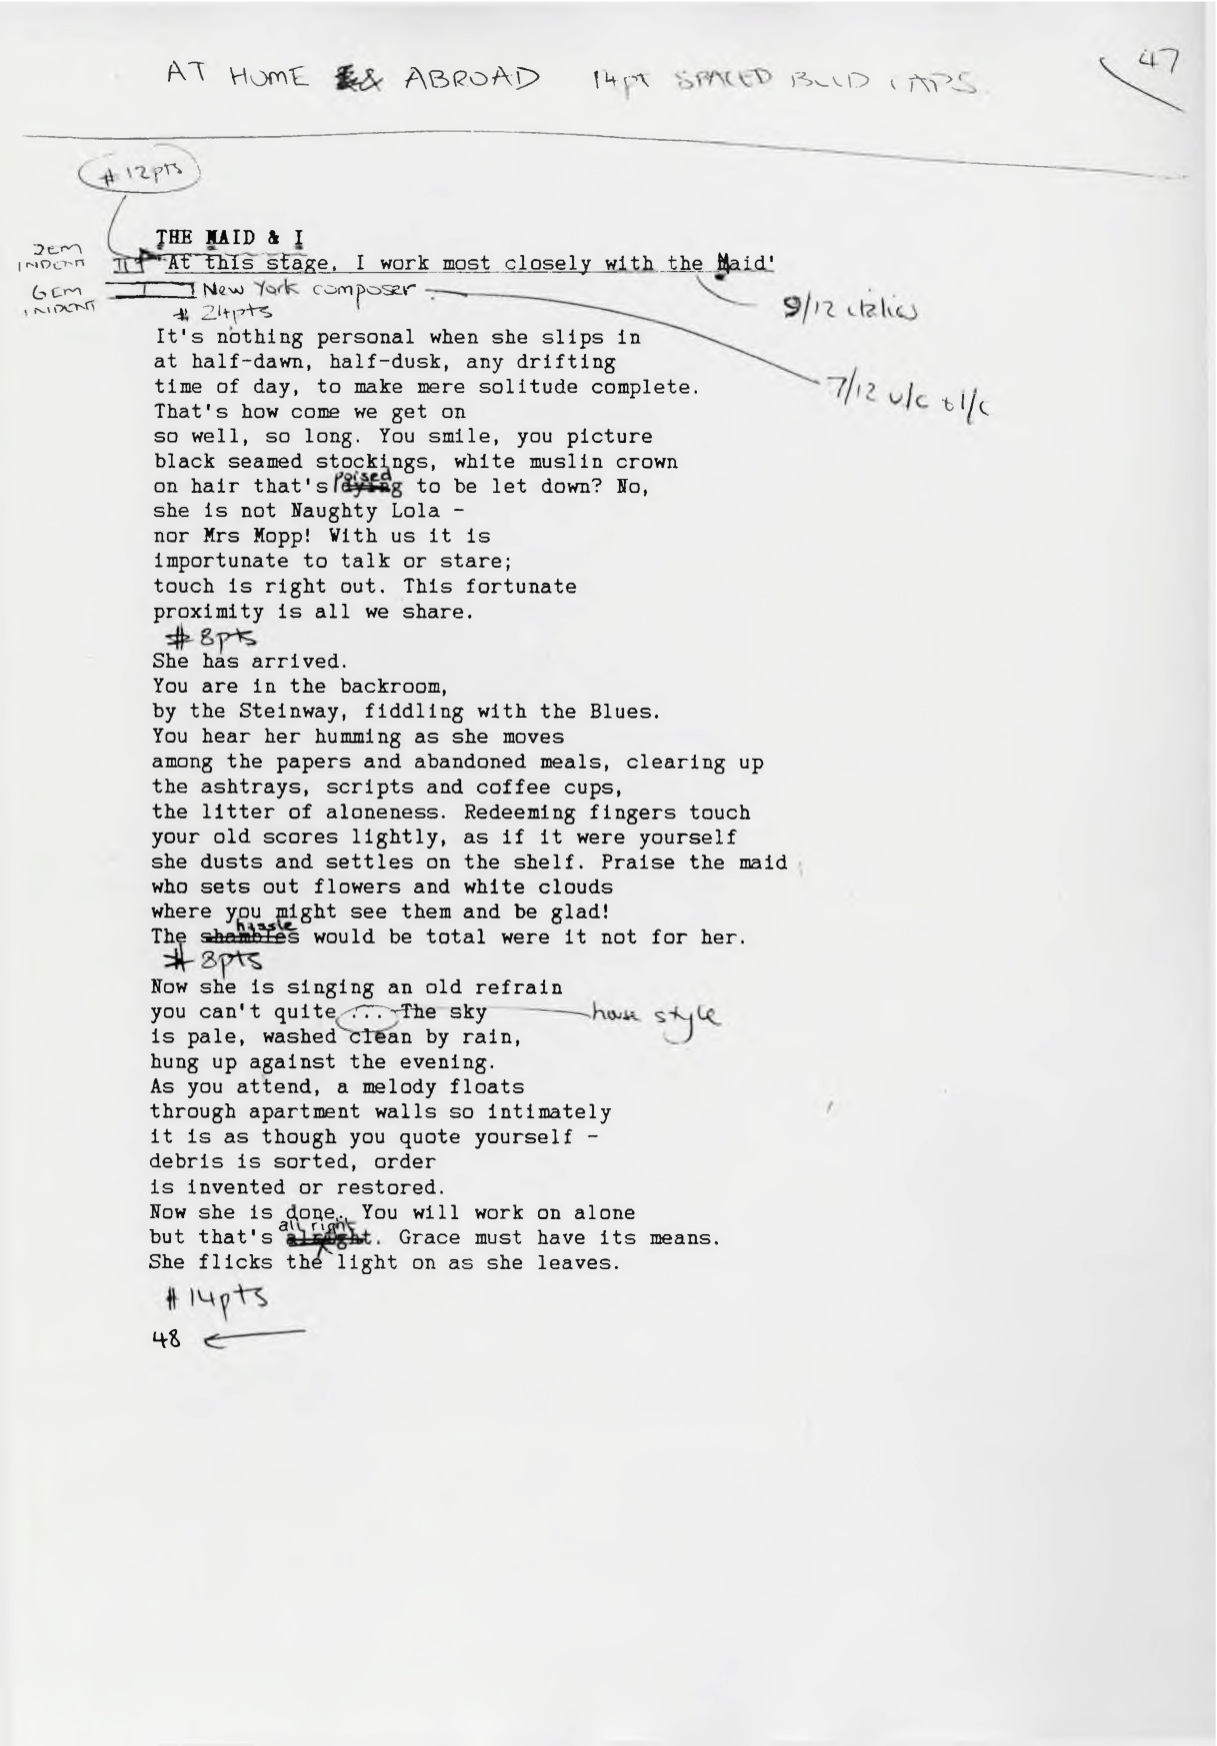 47
AT HOME & ABROAD 14pt SPACED BOLD CAPS
# 12pts
THE MAID & I
2EM
INDENT
'At this stage, I work most closely with the Maid'
6EM
INDENT
New York composer
9/12 italics
# 24pts
7/12 u/c & l/c
It's nothing personal when she slips in
at half-dawn, half-dusk, any drifting
time of day, to make mere solitude complete.
That's how come we get on
so well, so long. You smile, you picture
black seamed stockings, white muslin crown
poised
on hair that's dying to be let down? No,
she is not Naughty Lola -
nor Mrs Mopp! With us it is
importunate to talk or stare;
touch is right out. This fortunate
proximity is all we share.
# 8pts
She has arrived.
You are in the backroom,
by the Steinway, fiddling with the Blues.
You hear her humming as she moves
among the papers and abandoned meals, clearing up
the ashtrays, scripts and coffee cups,
the litter of aloneness. Redeeming fingers touch
your old scores lightly, as if it were yourself
she dusts and settles on the shelf. Praise the maid
who sets out flowers and white clouds
where you might see them and be glad!
hassle
The shambles would be total were it not for her.
# 8pts
Now she is singing an old refrain
you can't quite ... The sky
house style
is pale, washed clean by rain,
hung up against the evening.
As you attend, a melody floats
through apartment walls so intimately
it is as though you quote yourself -
debris is sorted, order
is invented or restored.
Now she is done. You will work on alone
all right
but that's alright. Grace must have its means.
She flicks the light on as she leaves.
# 14pts
48